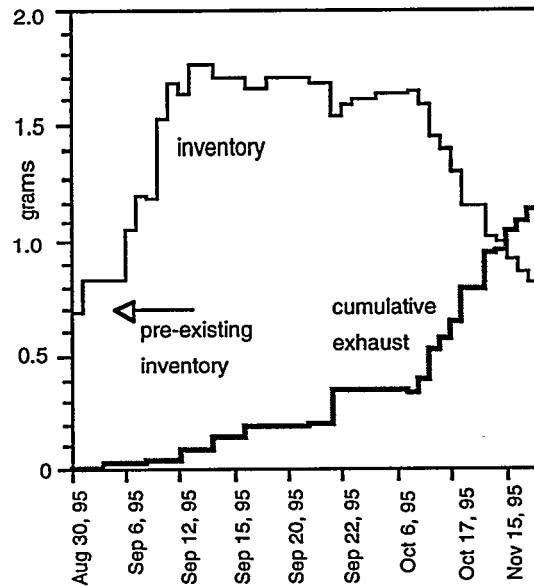 2.0
1.5
1.0
0.5
0
grams
inventory
pre-existing
inventory
cumulative
exhaust
Aug 30, 95
Sep 6, 95
Sep 12, 95
Sep 15, 95
Sep 20, 95
Sep 22, 95
Oct 6, 95
Oct 17, 95
Nov 15, 95